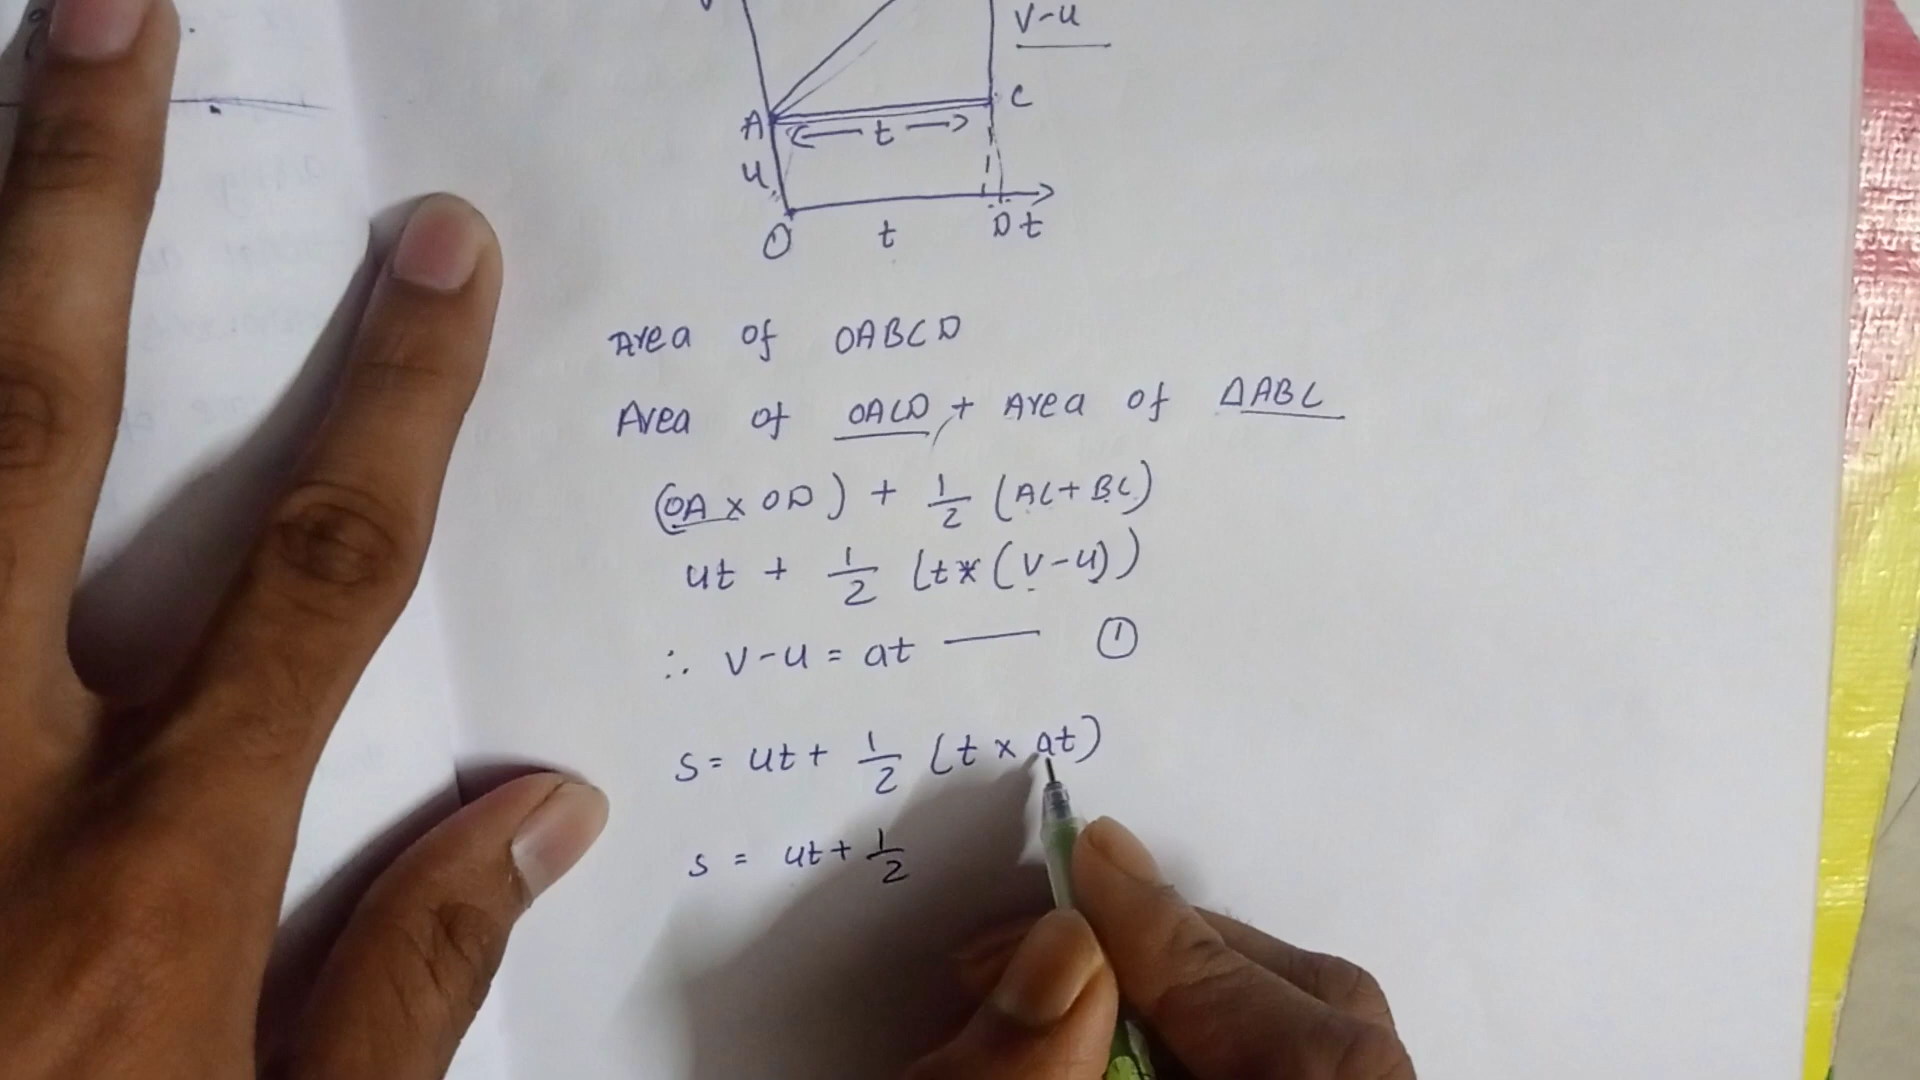 V-u
A
C
← t →
u
O t D t
Area of OABCD
Area of OACD + Area of ΔABC
(OA x OD) + 1/2 (AC + BC)
ut + 1/2 (t * (v-u))
∴ v-u = at —— ①
s = ut + 1/2 (t x at)
s = ut + 1/2